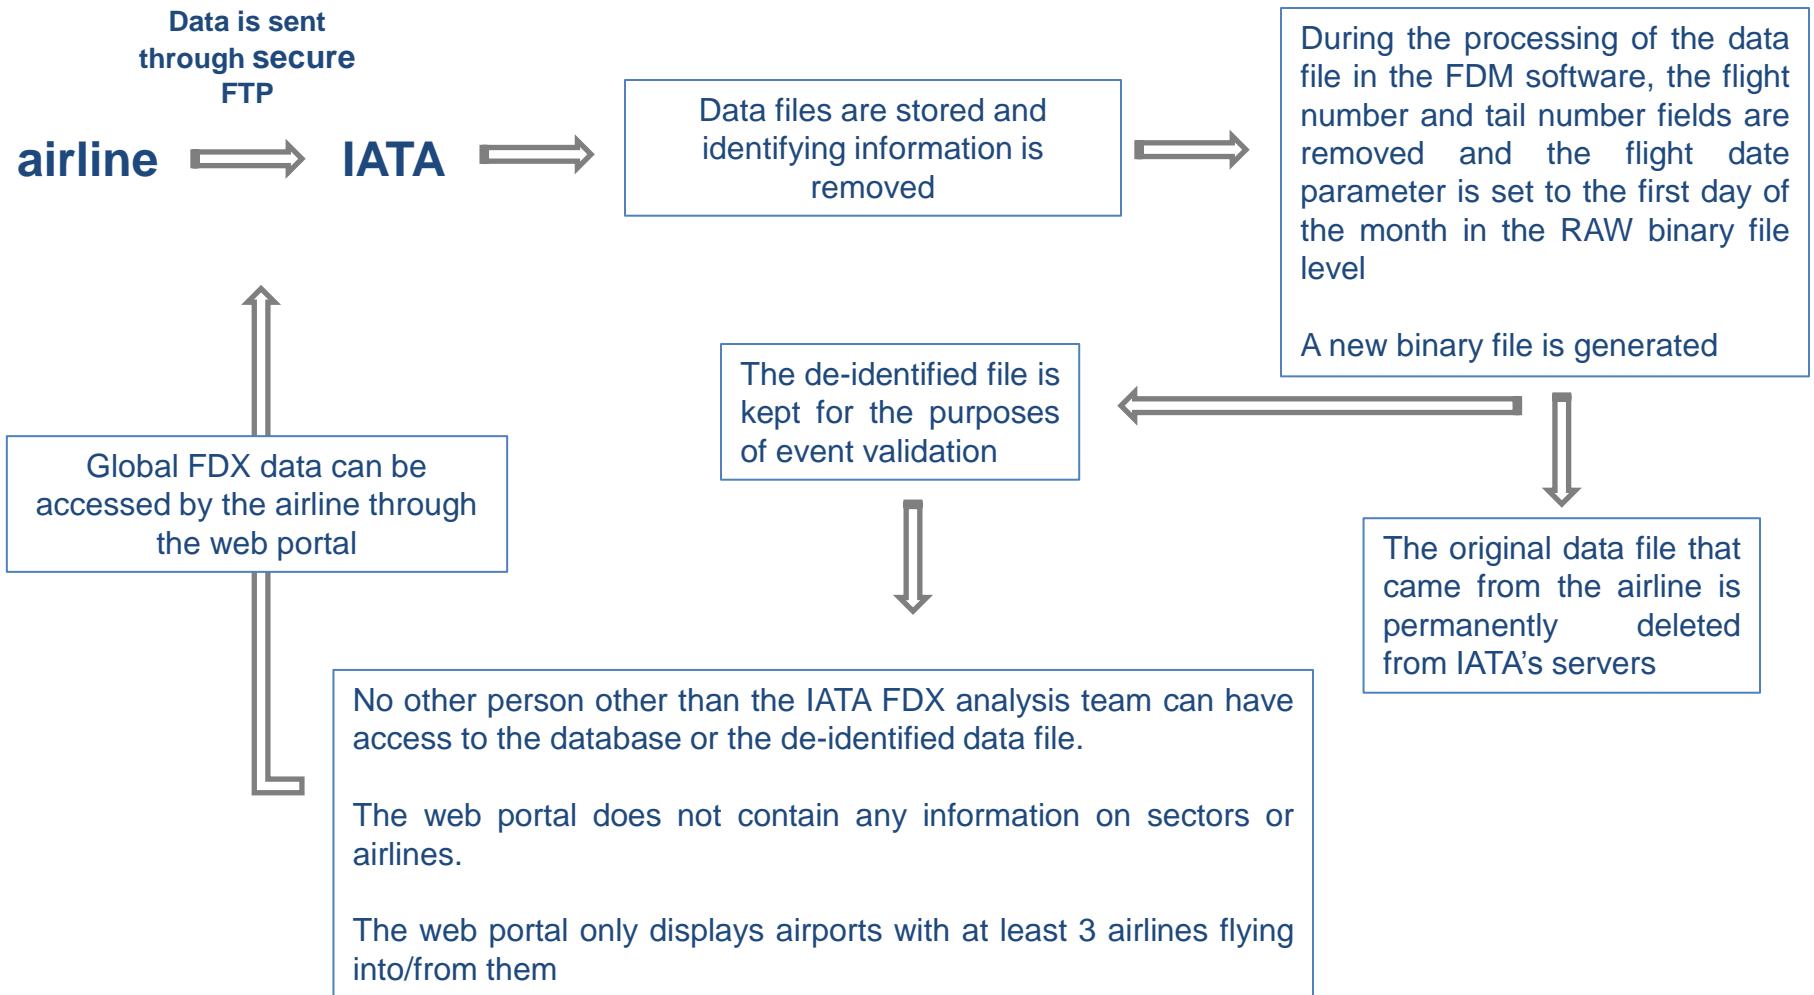 Data is sent
through secure
FTP
airline
IATA
Data files are stored and
identifying information is
removed
During the processing of the data
file in the FDM software, the flight
number and tail number fields are
removed and the flight date
parameter is set to the first day of
the month in the RAW binary file
level
A new binary file is generated
The de-identified file is
kept for the purposes
of event validation
The original data file that
came from the airline is
permanently deleted
from IATA’s servers
No other person other than the IATA FDX analysis team can have
access to the database or the de-identified data file.
The web portal does not contain any information on sectors or
airlines.
The web portal only displays airports with at least 3 airlines flying
into/from them
Global FDX data can be
accessed by the airline through
the web portal